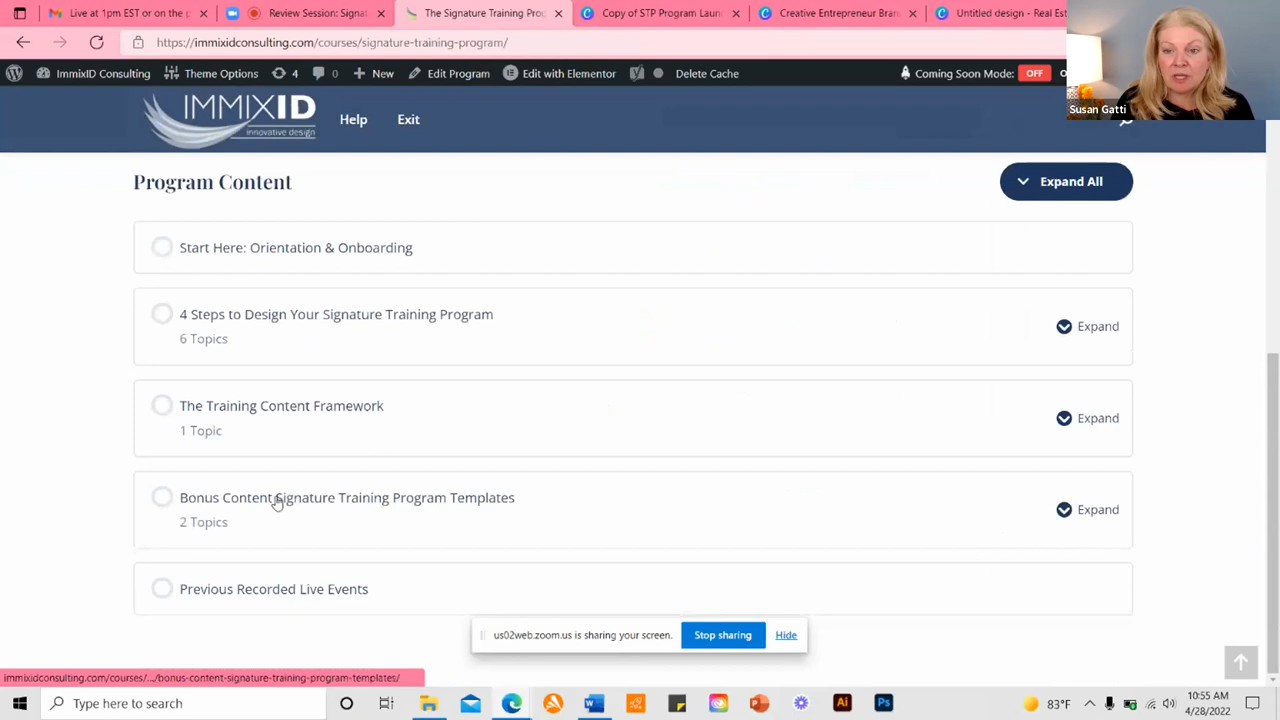 Live at 1pm EST or on the p
Review Session: Signat
The Signature Training Prog
Copy of STP Program Laun
Creative Entrepreneur Bran
Untitled design - Real Est
https://immixidconsulting.com/courses/signature-training-program/
ImmixID Consulting
Theme Options
4
0
New
Edit Program
Edit with Elementor
Delete Cache
Coming Soon Mode:
OFF
Susan Gatti
IMMIXID
innovative design
Help
Exit
Program Content
Expand All
Start Here: Orientation & Onboarding
4 Steps to Design Your Signature Training Program
6 Topics
Expand
The Training Content Framework
1 Topic
Expand
Bonus Content Signature Training Program Templates
2 Topics
Expand
Previous Recorded Live Events
us02web.zoom.us is sharing your screen.
Stop sharing
Hide
immixidconsulting.com/courses/.../bonus-content-signature-training-program-templates/
Type here to search
Ai
Ps
83°F
10:55 AM
4/28/2022